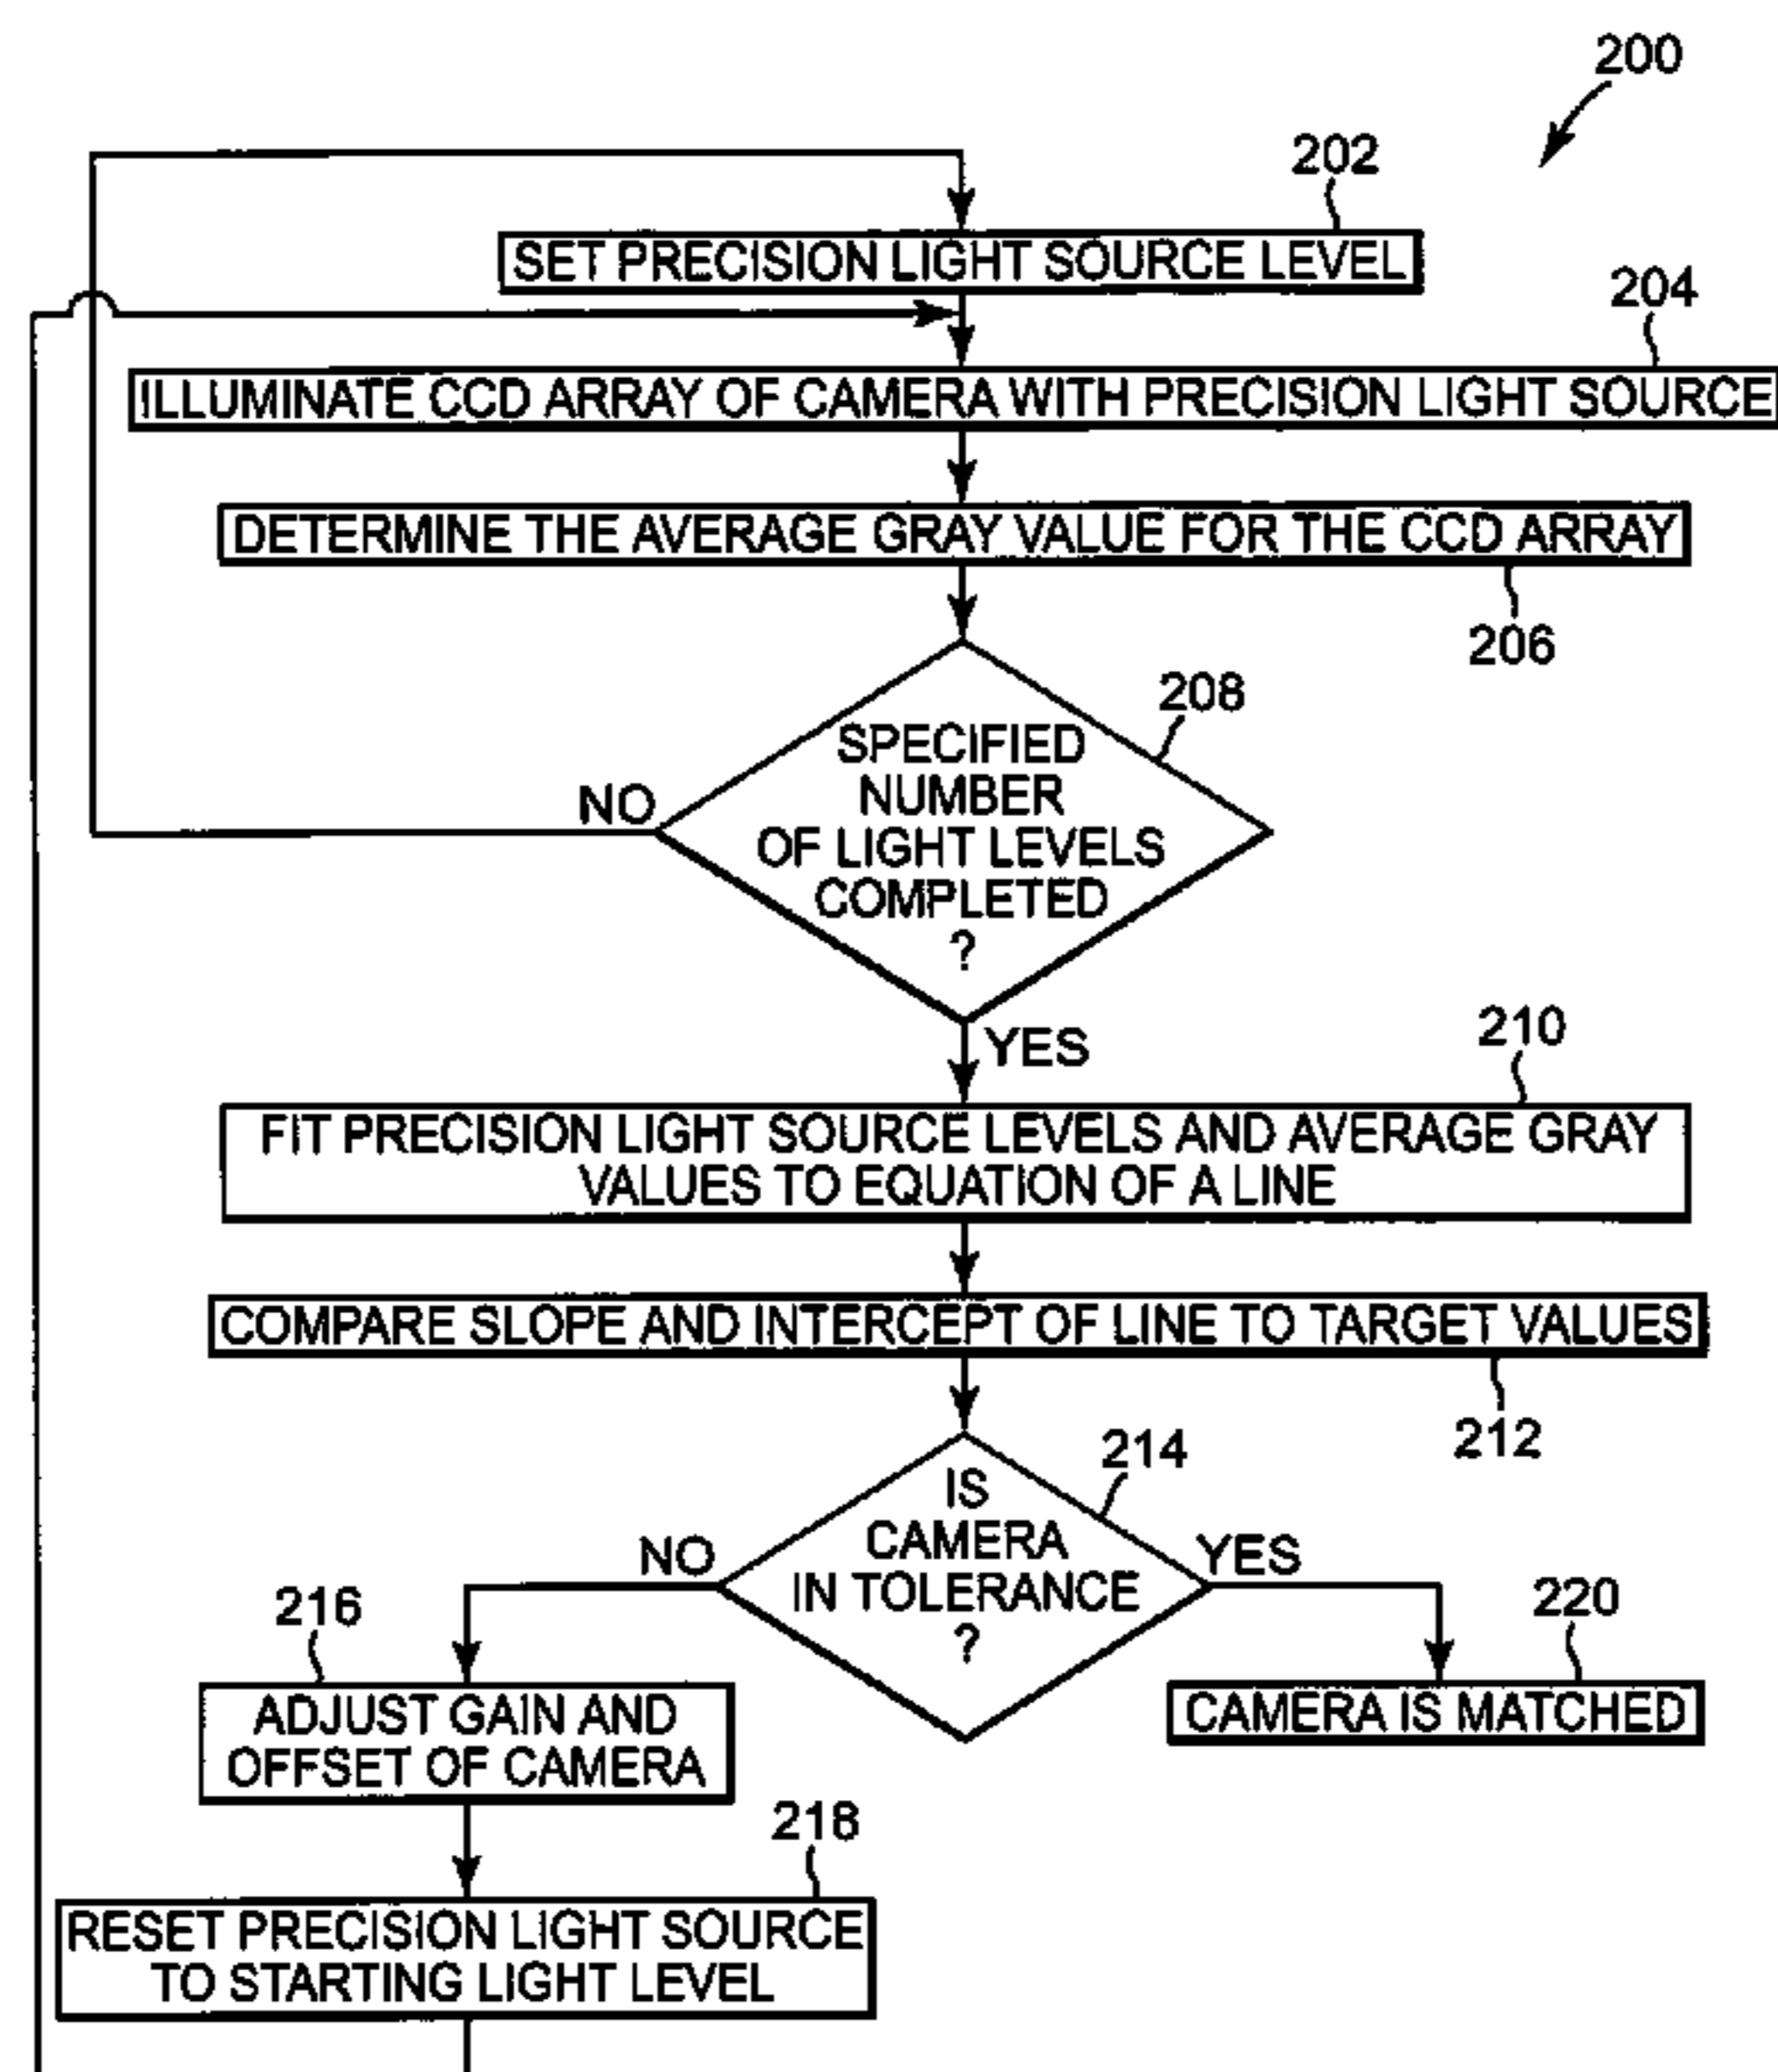 200
202
SET PRECISION LIGHT SOURCE LEVEL
204
ILLUMINATE CCD ARRAY OF CAMERA WITH PRECISION LIGHT SOURCE
DETERMINE THE AVERAGE GRAY VALUE FOR THE CCD ARRAY
206
208
SPECIFIED
NUMBER
OF LIGHT LEVELS
COMPLETED
?
NO
YES
210
FIT PRECISION LIGHT SOURCE LEVELS AND AVERAGE GRAY
VALUES TO EQUATION OF A LINE
COMPARE SLOPE AND INTERCEPT OF LINE TO TARGET VALUES
212
214
IS
CAMERA
IN TOLERANCE
?
NO
YES
216
ADJUST GAIN AND
OFFSET OF CAMERA
220
CAMERA IS MATCHED
218
RESET PRECISION LIGHT SOURCE
TO STARTING LIGHT LEVEL